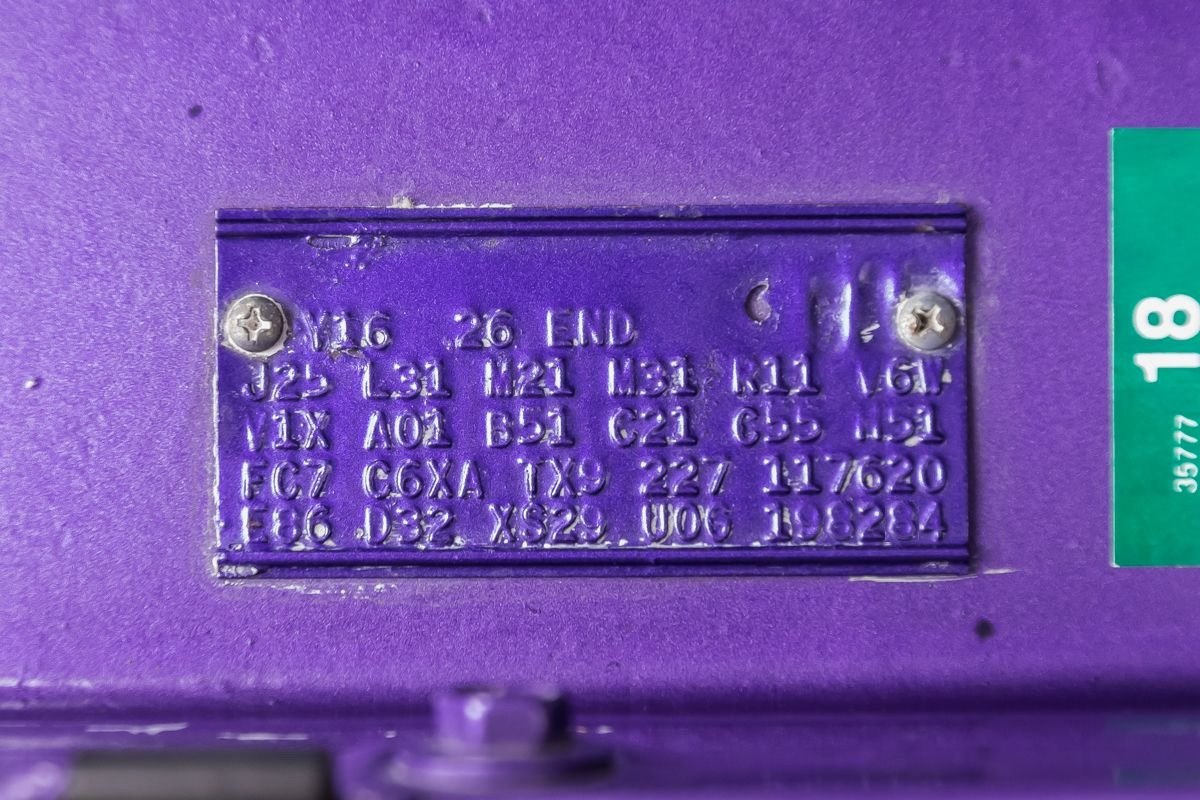 Y16 26 END
J25 L31 M21 M31 R11 V6W
V1X A01 B51 C21 C55 M51
FC7 C6XA TX9 227 117620
E86 D32 XS29 U06 198284
18
35777